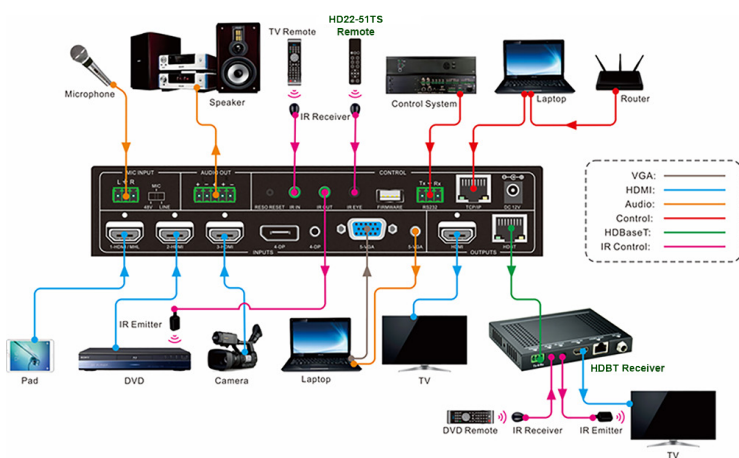 HD22-51TS
TV Remote
Remote
Microphone
Speaker
IR Receiver
Control System
Laptop
Router
MIC INPUT
AUDIO OUT
CONTROL
L + R
MIC
48V
LINE
RESO RESET
IR IN
IR OUT
IR EYE
FIRMWARE
Tx
Rx
RS232
TCP/IP
DC 12V
VGA:
HDMI:
Audio:
Control:
HDBaseT:
IR Control:
1-HDMI / MHL
2-HDMI
3-HDMI
4-DP
4-DP
5-VGA
5-VGA
HDMI
HDBT
INPUTS
OUTPUTS
IR Emitter
Pad
DVD
Camera
Laptop
TV
HDBT Receiver
DVD Remote
IR Receiver
IR Emitter
TV